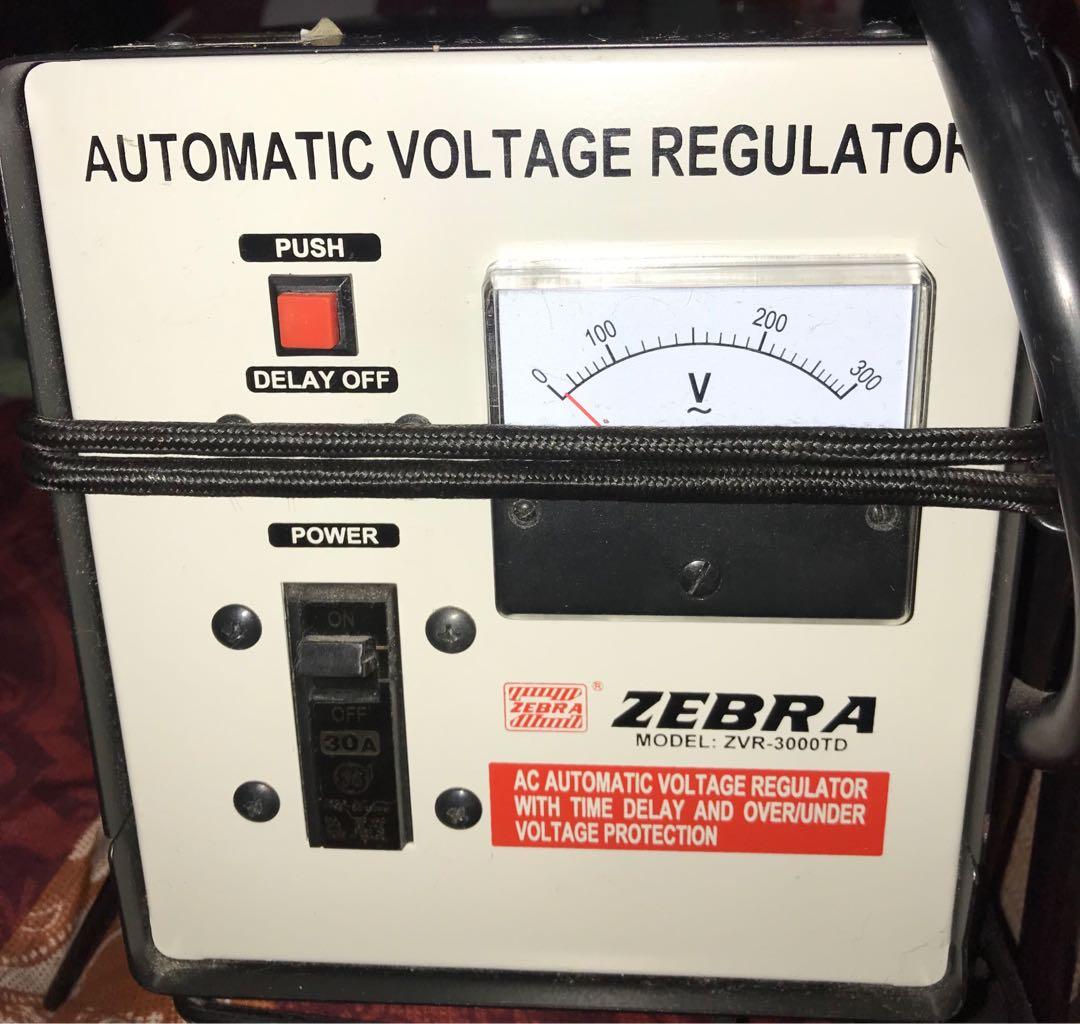 AUTOMATIC VOLTAGE REGULATOR
PUSH
DELAY OFF
0 100 200 300
V
POWER
ON
OFF
30A
GE
ZEBRA ®
ZEBRA
MODEL: ZVR-3000TD
AC AUTOMATIC VOLTAGE REGULATOR
WITH TIME DELAY AND OVER/UNDER
VOLTAGE PROTECTION